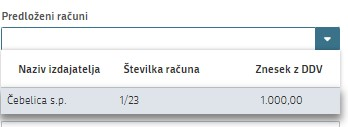 Predloženi računi
Naziv izdajatelja Številka računa Znesek z DDV
Čebelica s.p. 1/23 1.000,00